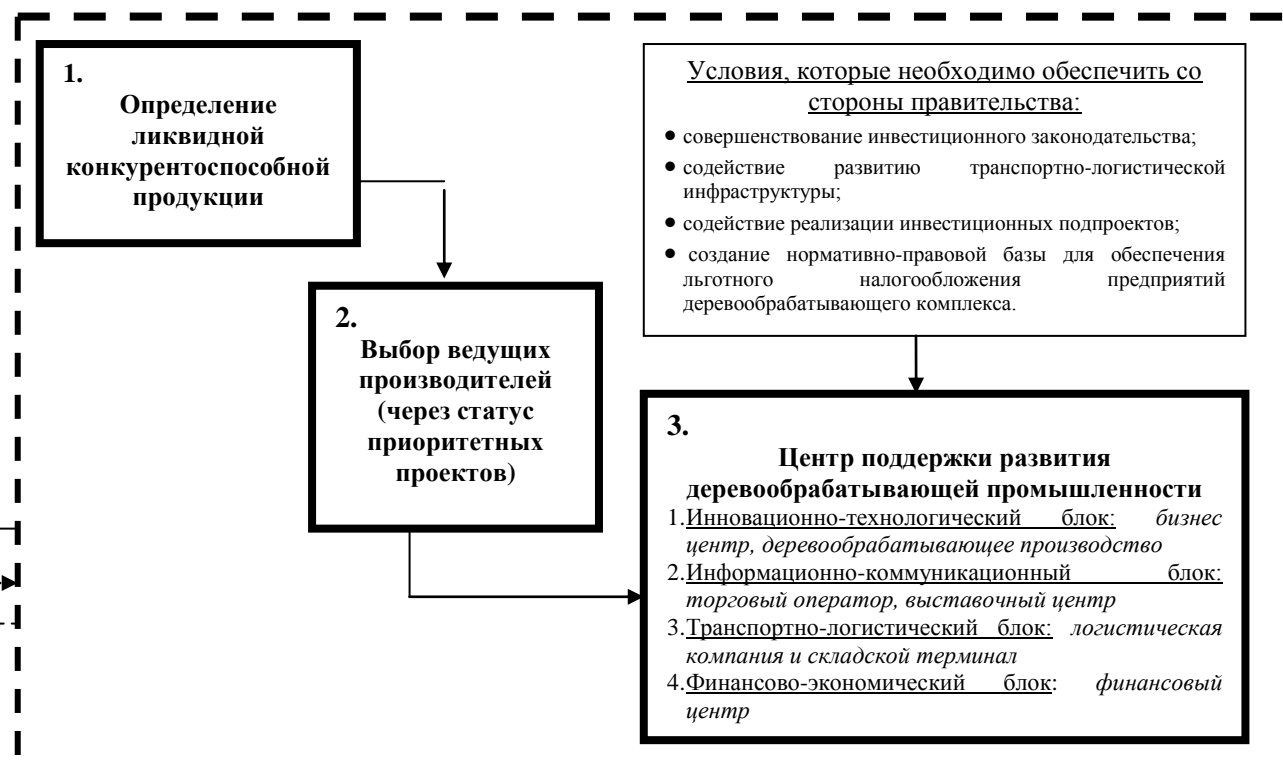 1.
Определение
ликвидной
конкурентоспособной
продукции
Условия, которые необходимо обеспечить со
стороны правительства:
• совершенствование инвестиционного законодательства;
• содействие развитию транспортно-логистической
инфраструктуры;
• содействие реализации инвестиционных подпроектов;
• создание нормативно-правовой базы для обеспечения
льготного налогообложения предприятий
деревообрабатывающего комплекса.
2.
Выбор ведущих
производителей
(через статус
приоритетных
проектов)
3.
Центр поддержки развития
деревообрабатывающей промышленности
1.Инновационно-технологический блок: бизнес
центр, деревообрабатывающее производство
2.Информационно-коммуникационный блок:
торговый оператор, выставочный центр
3.Транспортно-логистический блок: логистическая
компания и складской терминал
4.Финансово-экономический блок: финансовый
центр